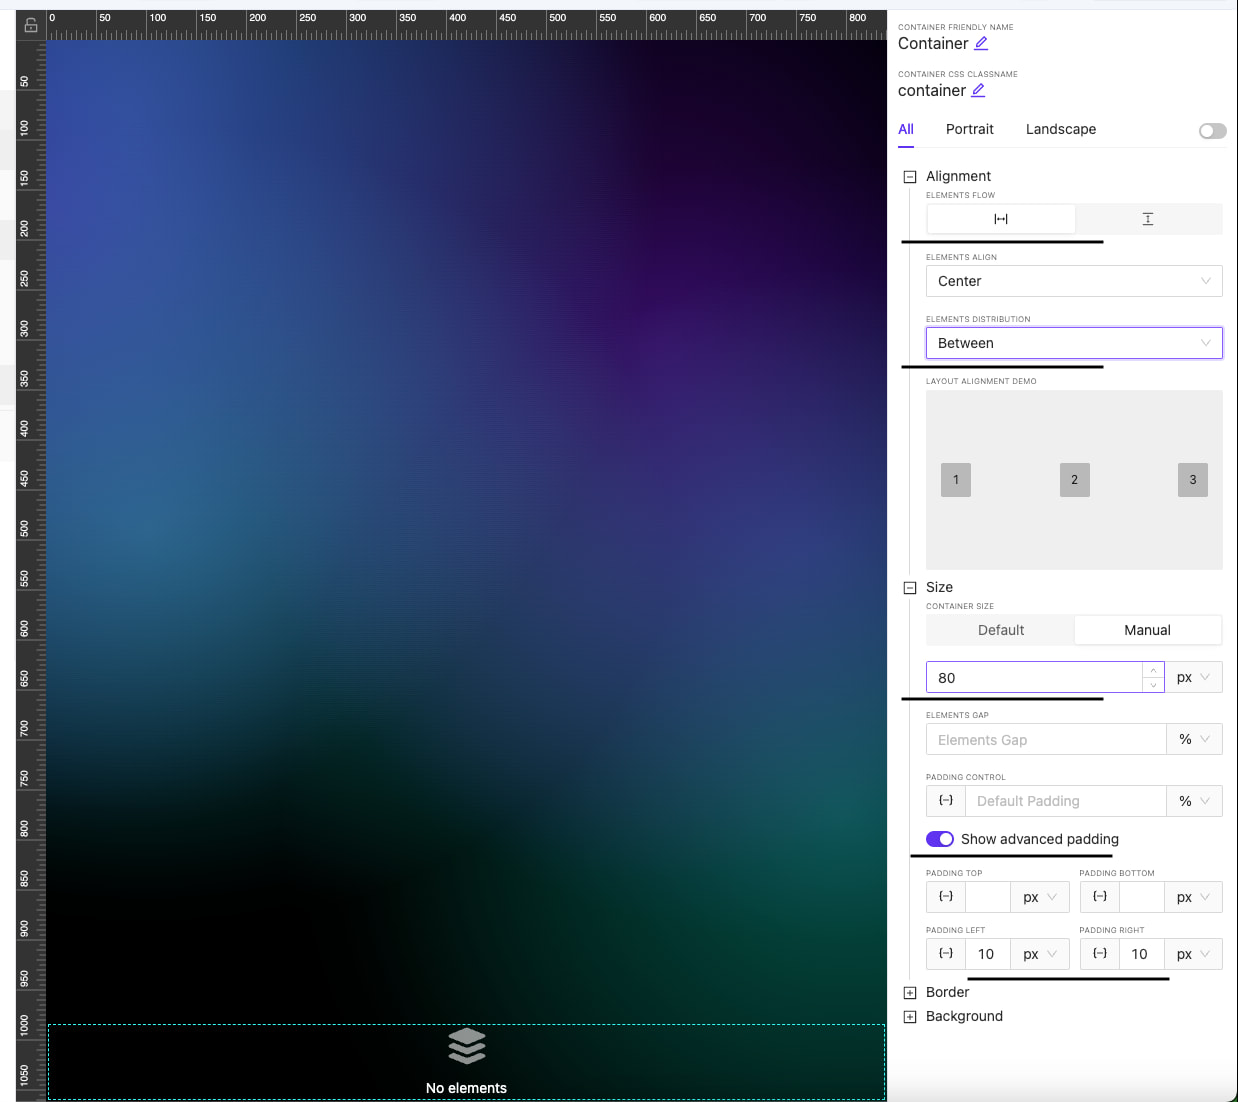 0 50 100 150 200 250 300 350 400 450 500 550 600 650 700 750 800
50
100
150
200
250
300
350
400
450
500
550
600
650
700
750
800
850
900
950
1000
1050
No elements
CONTAINER FRIENDLY NAME
Container
CONTAINER CSS CLASSNAME
container
All Portrait Landscape
Alignment
ELEMENTS FLOW
ELEMENTS ALIGN
Center
ELEMENTS DISTRIBUTION
Between
LAYOUT ALIGNMENT DEMO
1 2 3
Size
CONTAINER SIZE
Default Manual
80 px
ELEMENTS GAP
Elements Gap %
PADDING CONTROL
Default Padding %
Show advanced padding
PADDING TOP PADDING BOTTOM
px px
PADDING LEFT PADDING RIGHT
10 px 10 px
Border
Background